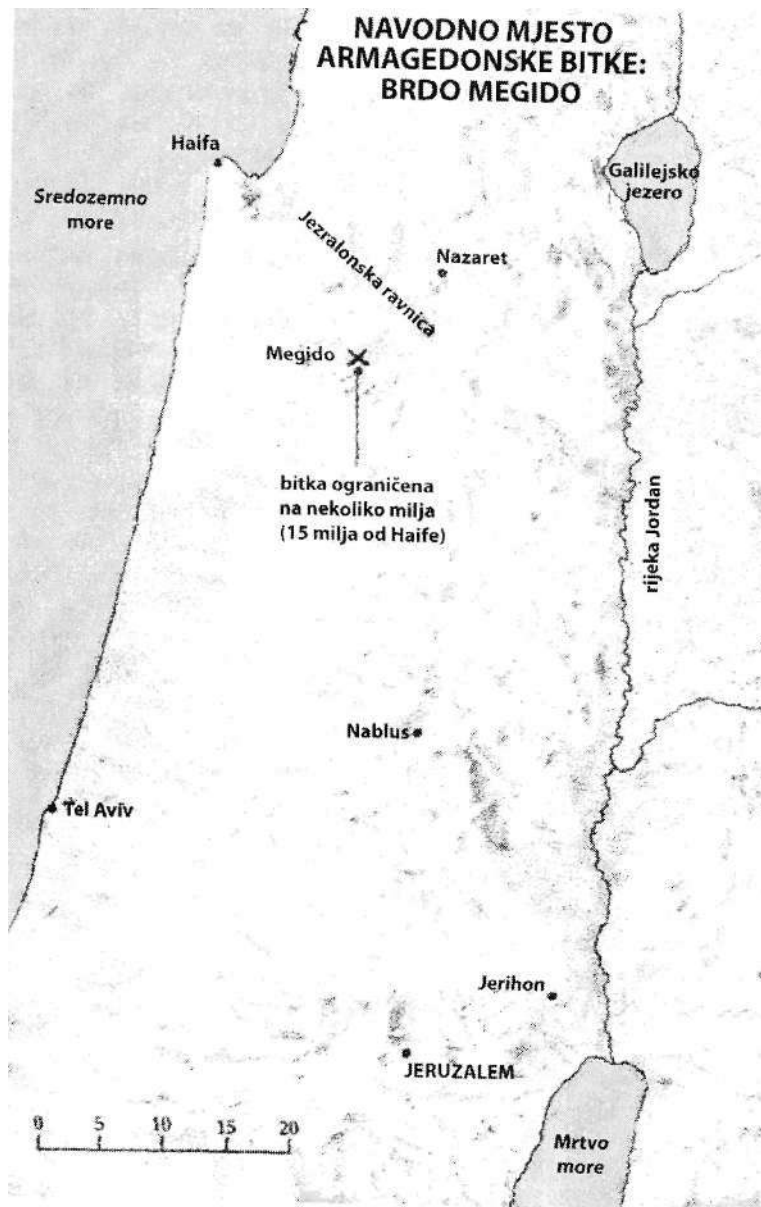 NAVODNO MJESTO
ARMAGEDONSKE BITKE:
BRDO MEGIDO
Haifa
Sredozemno
more
Galilejsko
jezero
Jezralonska ravnica
Nazaret
Megido
bitka ograničena
na nekoliko milja
(15 milja od Haife)
rijeka Jordan
Nablus
Tel Aviv
Jerihon
JERUZALEM
0 10 15 20
Mrtvo
more